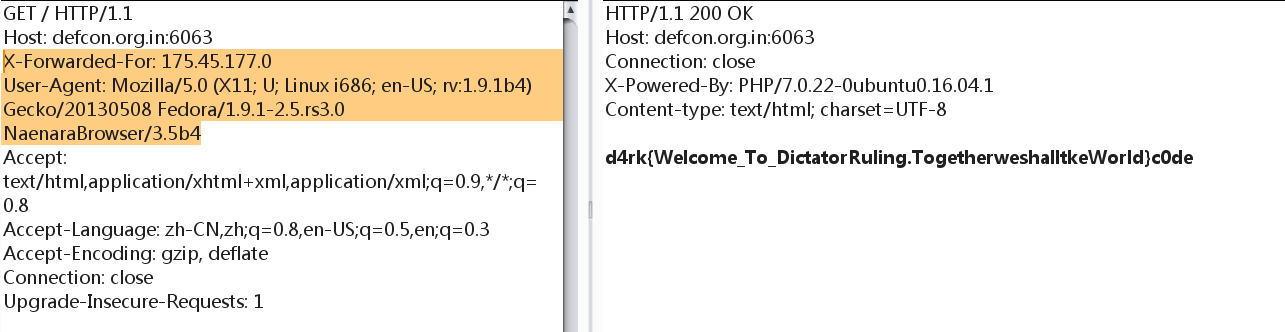 GET / HTTP/1.1
Host: defcon.org.in:6063
X-Forwarded-For: 175.45.177.0
User-Agent: Mozilla/5.0 (X11; U; Linux i686; en-US; rv:1.9.1b4)
Gecko/20130508 Fedora/1.9.1-2.5.rs3.0
NaenaraBrowser/3.5b4
Accept:
text/html,application/xhtml+xml,application/xml;q=0.9,*/*;q=
0.8
Accept-Language: zh-CN,zh;q=0.8,en-US;q=0.5,en;q=0.3
Accept-Encoding: gzip, deflate
Connection: close
Upgrade-Insecure-Requests: 1
HTTP/1.1 200 OK
Host: defcon.org.in:6063
Connection: close
X-Powered-By: PHP/7.0.22-0ubuntu0.16.04.1
Content-type: text/html; charset=UTF-8
d4rk{Welcome_To_DictatorRuling.TogetherweshalltkeWorld}c0de